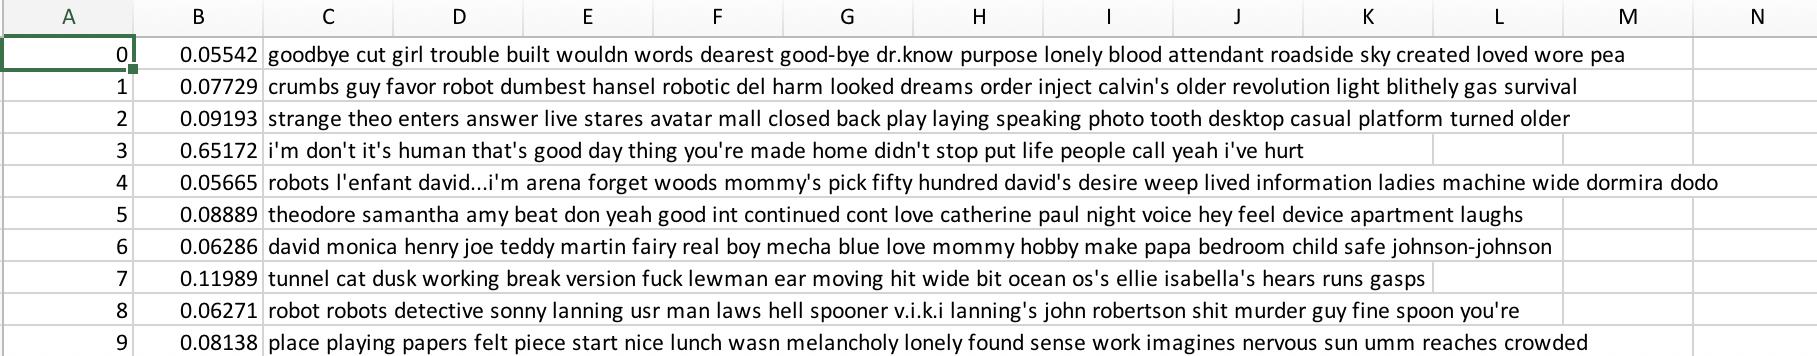 A B C D E F G H I J K L M N
0 0.05542 goodbye cut girl trouble built wouldn words dearest good-bye dr.know purpose lonely blood attendant roadside sky created loved wore pea
1 0.07729 crumbs guy favor robot dumbest hansel robotic del harm looked dreams order inject calvin's older revolution light blithely gas survival
2 0.09193 strange theo enters answer live stares avatar mall closed back play laying speaking photo tooth desktop casual platform turned older
3 0.65172 i'm don't it's human that's good day thing you're made home didn't stop put life people call yeah i've hurt
4 0.05665 robots l'enfant david...i'm arena forget woods mommy's pick fifty hundred david's desire weep lived information ladies machine wide dormira dodo
5 0.08889 theodore samantha amy beat don yeah good int continued cont love catherine paul night voice hey feel device apartment laughs
6 0.06286 david monica henry joe teddy martin fairy real boy mecha blue love mommy hobby make papa bedroom child safe johnson-johnson
7 0.11989 tunnel cat dusk working break version fuck lewman ear moving hit wide bit ocean os's ellie isabella's hears runs gasps
8 0.06271 robot robots detective sonny lanning usr man laws hell spooner v.i.k.i lanning's john robertson shit murder guy fine spoon you're
9 0.08138 place playing papers felt piece start nice lunch wasn melancholy lonely found sense work imagines nervous sun umm reaches crowded